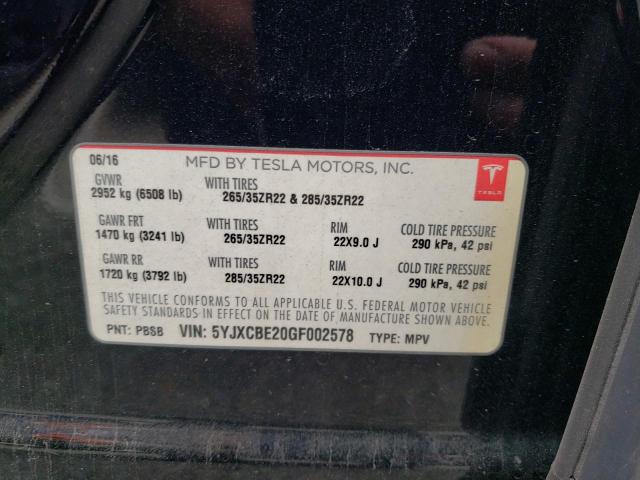 06/16 MFD BY TESLA MOTORS, INC.
TESLA
GVWR WITH TIRES
2952 kg (6508 lb) 265/35ZR22 & 285/35ZR22
GAWR FRT WITH TIRES RIM COLD TIRE PRESSURE
1470 kg (3241 lb) 265/35ZR22 22X9.0 J 290 kPa, 42 psi
GAWR RR WITH TIRES RIM COLD TIRE PRESSURE
1720 kg (3792 lb) 285/35ZR22 22X10.0 J 290 kPa, 42 psi
THIS VEHICLE CONFORMS TO ALL APPLICABLE U.S. FEDERAL MOTOR VEHICLE
SAFETY STANDARDS IN EFFECT ON THE DATE OF MANUFACTURE SHOWN ABOVE.
PNT: PBSB VIN: 5YJXCBE20GF002578 TYPE: MPV